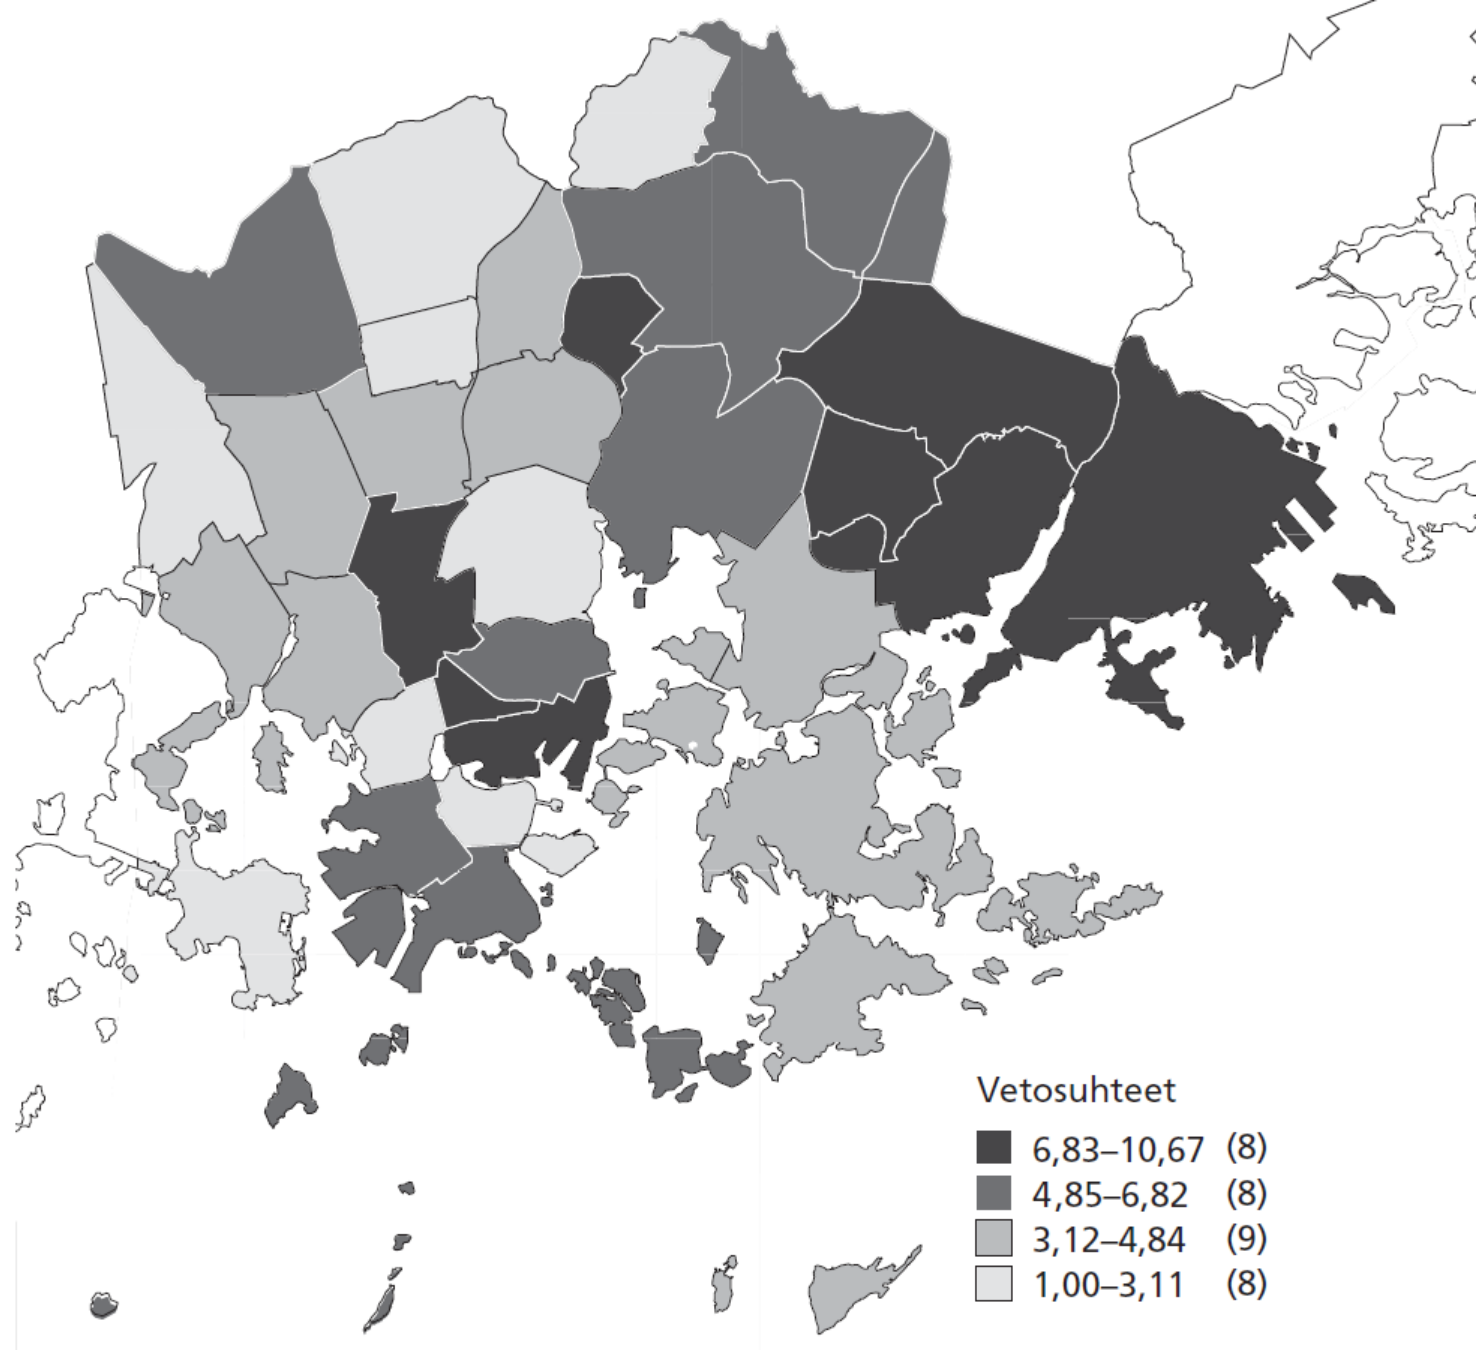 Vetosuhteet
6,83–10,67 (8)
4,85–6,82 (8)
3,12–4,84 (9)
1,00–3,11 (8)